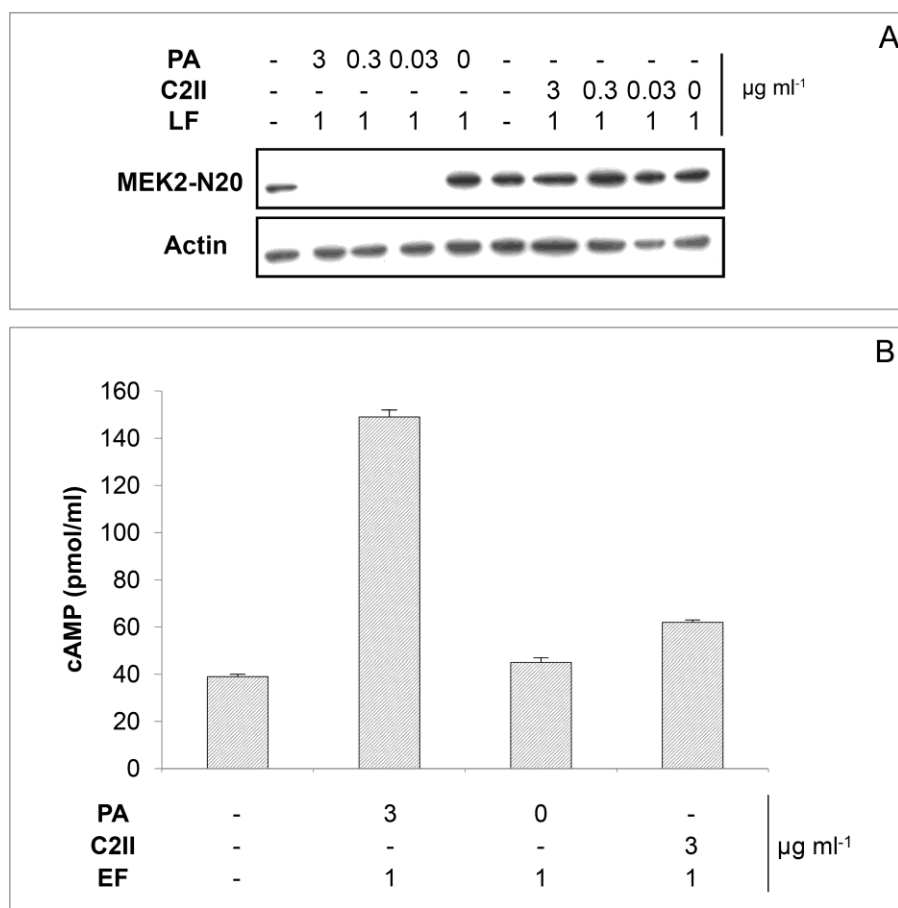 A
PA - 3 0.3 0.03 0 - - - - -
C2II - - - - - - 3 0.3 0.03 0 µg ml-1
LF - 1 1 1 1 - 1 1 1 1
MEK2-N20
Actin
B
160
140
120
100
80
60
40
20
0
cAMP (pmol/ml)
PA - 3 0 -
C2II - - - 3 µg ml-1
EF - 1 1 1